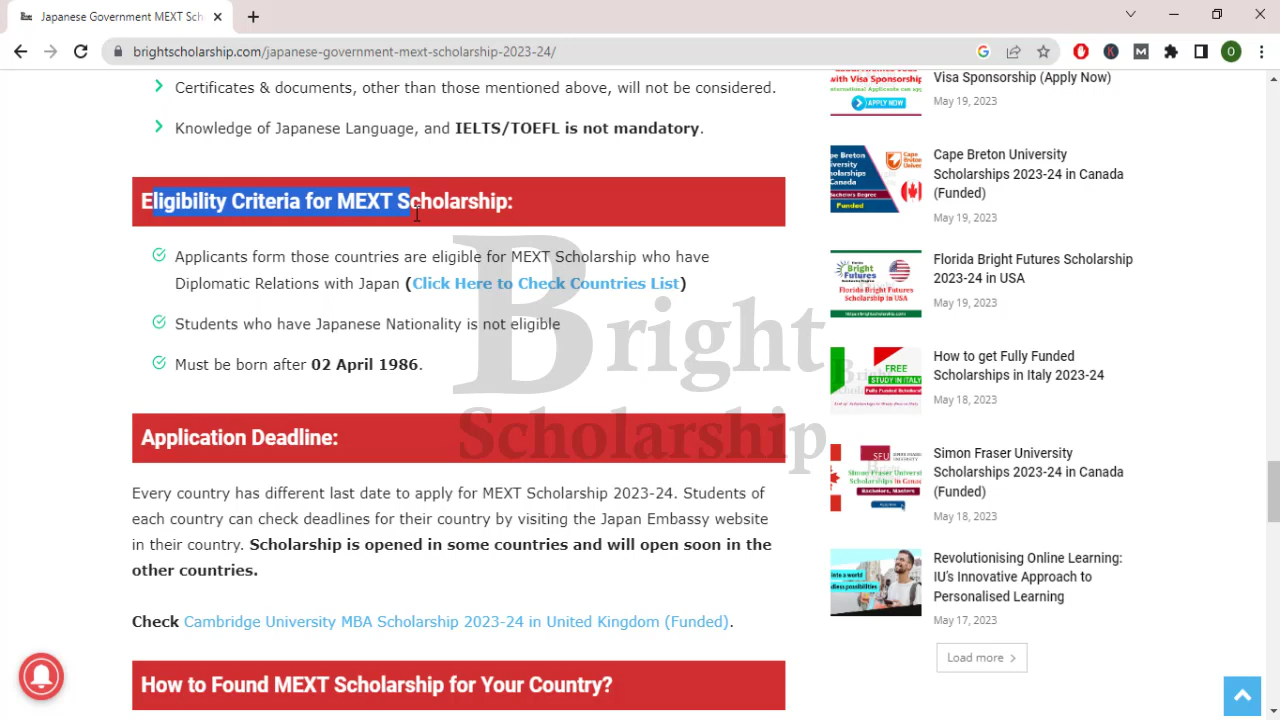 Japanese Government MEXT S
brightscholarship.com/japanese-government-mext-scholarship-2023-24/
Certificates & documents, other than those mentioned above, will not be considered.
Knowledge of Japanese Language, and IELTS/TOEFL is not mandatory.
Eligibility Criteria for MEXT Scholarship:
Applicants form those countries are eligible for MEXT Scholarship who have
Diplomatic Relations with Japan (Click Here to Check Countries List)
Students who have Japanese Nationality is not eligible
Must be born after 02 April 1986.
Application Deadline:
Every country has different last date to apply for MEXT Scholarship 2023-24. Students of
each country can check deadlines for their country by visiting the Japan Embassy website
in their country. Scholarship is opened in some countries and will open soon in the
other countries.
Check Cambridge University MBA Scholarship 2023-24 in United Kingdom (Funded).
How to Found MEXT Scholarship for Your Country?
Bright
Scholarship
with Visa Sponsorship
APPLY NOW
Visa Sponsorship (Apply Now)
May 19, 2023
Cape Breton University
Scholarships 2023-24 in Canada
(Funded)
May 19, 2023
Florida Bright Futures Scholarship
2023-24 in USA
May 19, 2023
How to get Fully Funded
Scholarships in Italy 2023-24
May 18, 2023
Simon Fraser University
Scholarships 2023-24 in Canada
(Funded)
May 18, 2023
Revolutionising Online Learning:
IU's Innovative Approach to
Personalised Learning
May 17, 2023
Load more